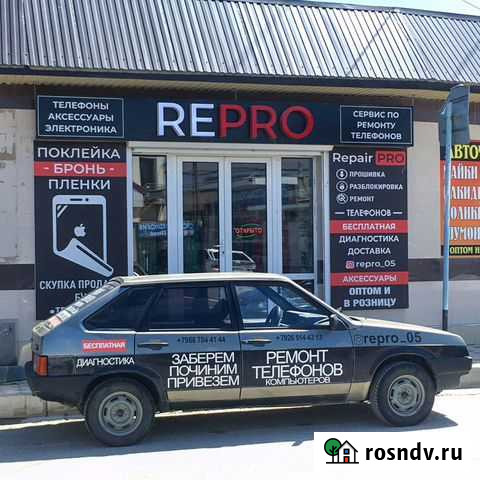 ТЕЛЕФОНЫ
АКСЕССУАРЫ
ЭЛЕКТРОНИКА
REPRO
СЕРВИС ПО
РЕМОНТУ
ТЕЛЕФОНОВ
ПОКЛЕЙКА
- БРОНЬ -
ПЛЕНКИ
СКУПКА
Repair PRO
ПРОШИВКА
РАЗБЛОКИРОВКА
РЕМОНТ
ТЕЛЕФОНОВ
БЕСПЛАТНАЯ
ДИАГНОСТИКА
ДОСТАВКА
repro_05
АКСЕССУАРЫ
ОПТОМ И
В РОЗНИЦУ
ОТКРЫТО
БЕСПЛАТНАЯ
ДИАГНОСТИКА
ЗАБЕРЕМ
ПОЧИНИМ
ПРИВЕЗЕМ
РЕМОНТ
ТЕЛЕФОНОВ
КОМПЬЮТЕРОВ
repro_05
rosndv.ru